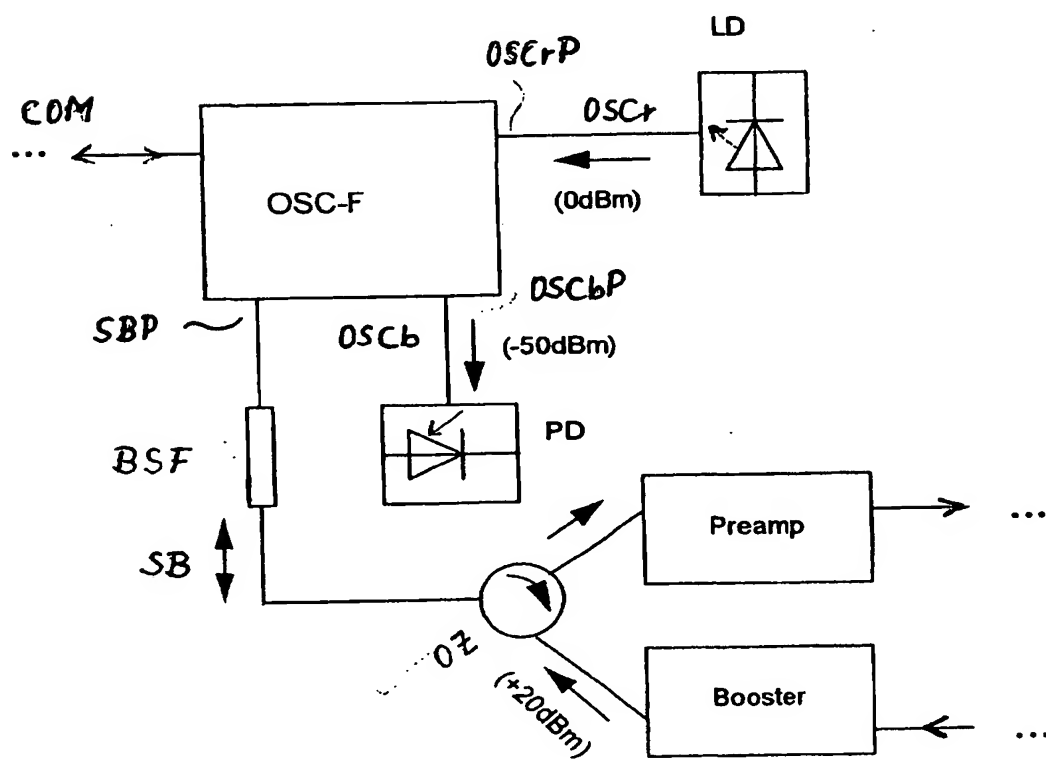 LD
OSCrP
COM
OSCr
...
OSC-F
(0dBm)
OSCbP
SBP
OSCb
(-50dBm)
PD
BSF
Preamp
...
SB
OZ
(+20dBm)
Booster
...